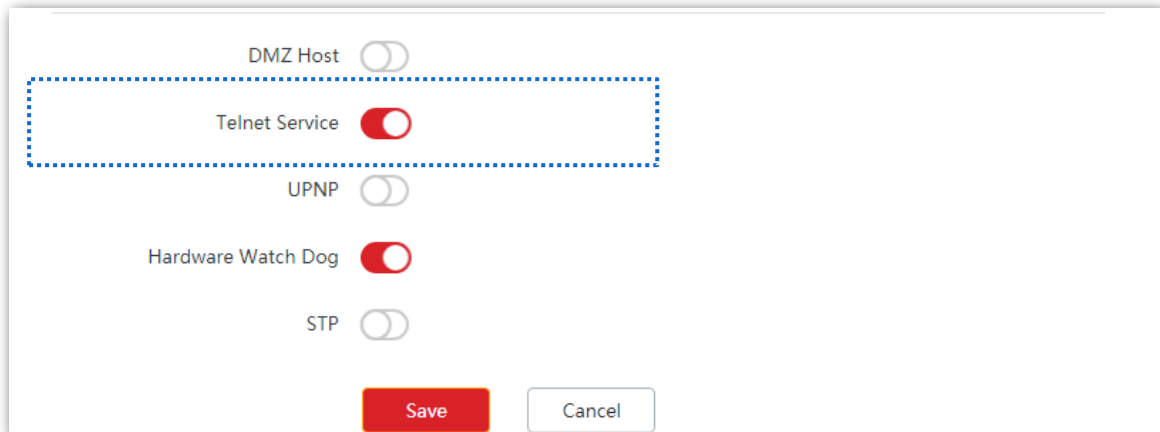 DMZ Host
Telnet Service
UPNP
Hardware Watch Dog
STP
Save Cancel